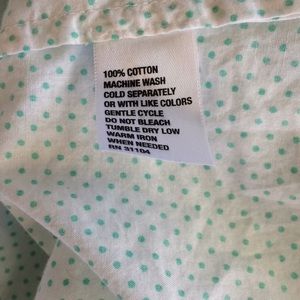 100% COTTON
MACHINE WASH
COLD SEPARATELY
OR WITH LIKE COLORS
GENTLE CYCLE
DO NOT BLEACH
TUMBLE DRY LOW
WARM IRON
WHEN NEEDED
RN 31104